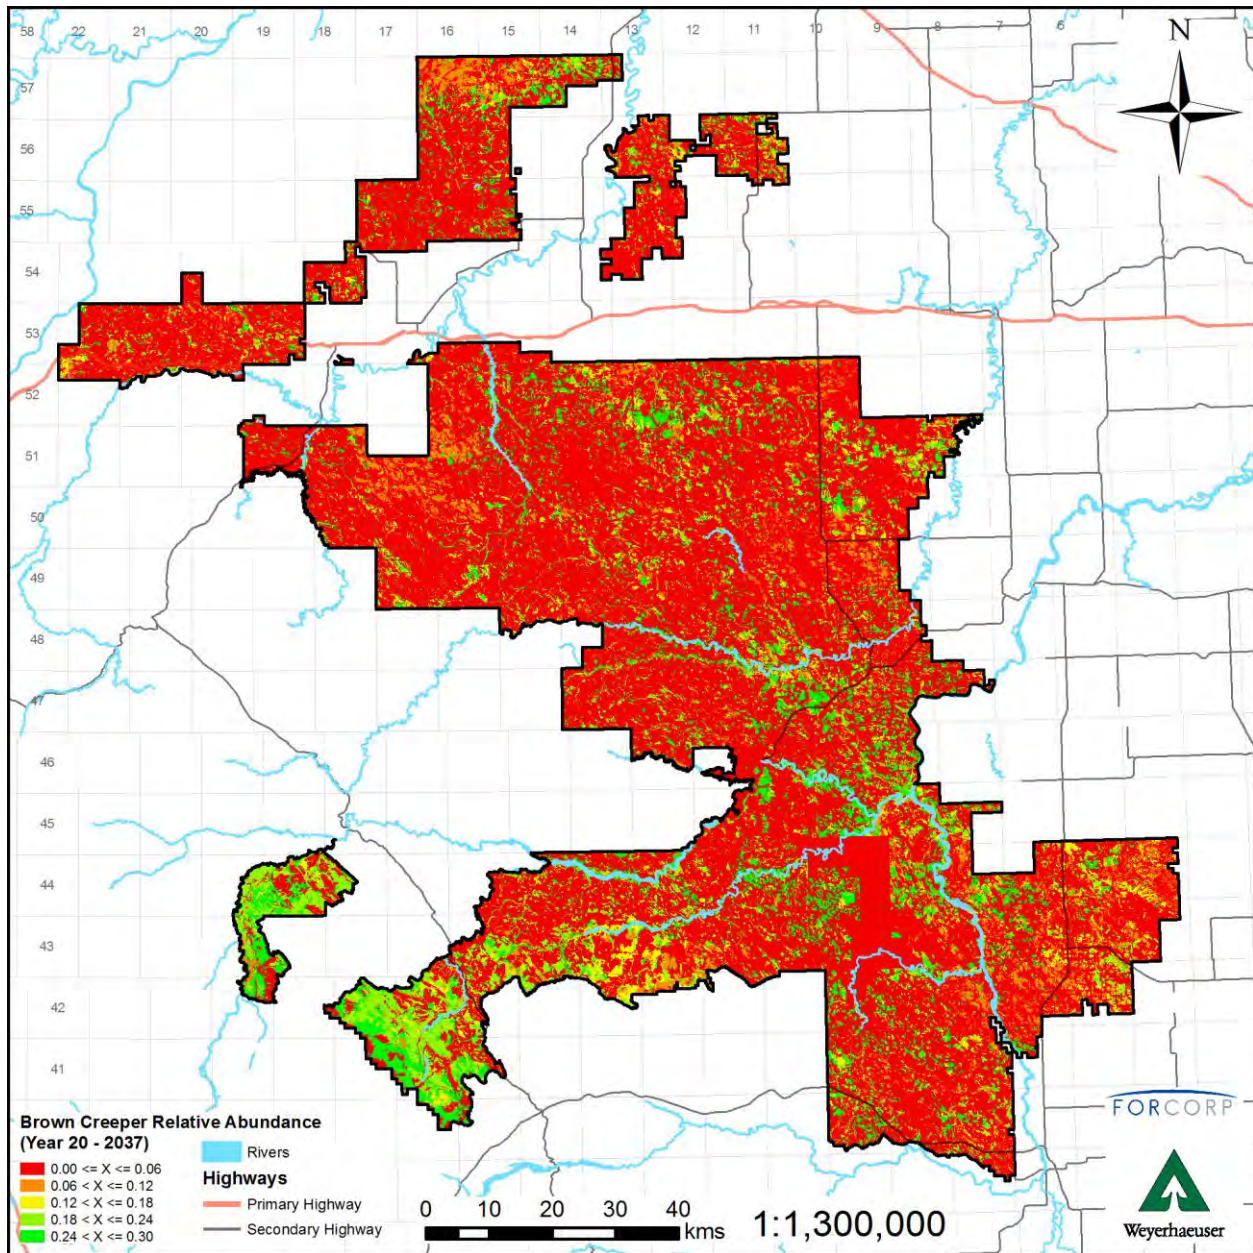 58 22 21 20 19 18 17 16 15 14 13 12 11 10 9 8 7 6
N
57
56
55
54
53
52
51
50
49
48
47
46
45
44
43
42
41
Brown Creeper Relative Abundance
(Year 20 - 2037)
0.00 <= X <= 0.06
0.06 < X <= 0.12
0.12 < X <= 0.18
0.18 < X <= 0.24
0.24 < X <= 0.30
Rivers
Highways
Primary Highway
Secondary Highway
0 10 20 30 40
kms
1:1,300,000
FORCORP
Weyerhaeuser